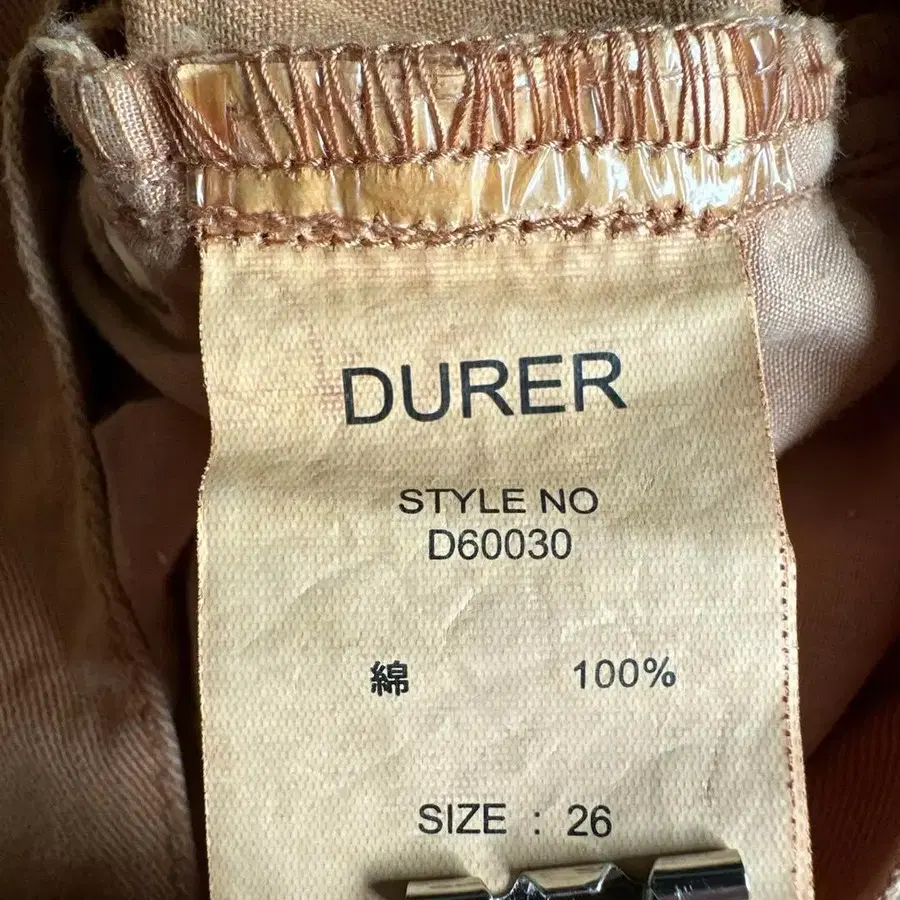 DURER
STYLE NO
D60030
綿 100%
SIZE : 26